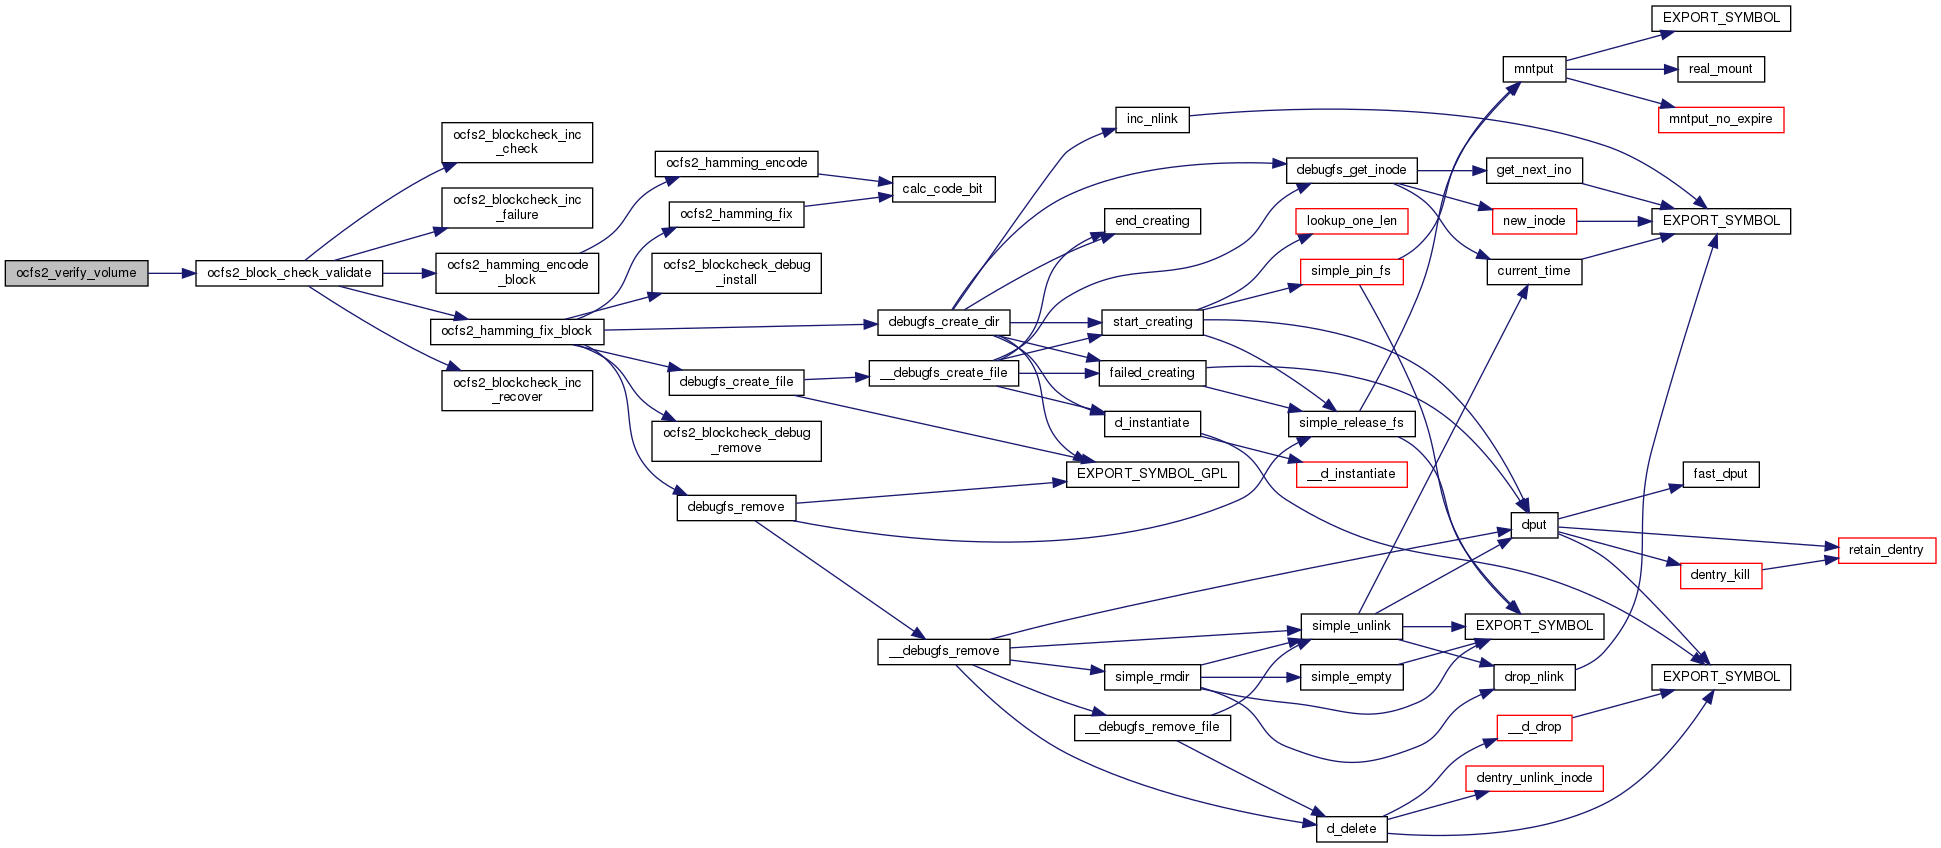 ocfs2_verify_volume
ocfs2_block_check_validate
ocfs2_blockcheck_inc
_check
ocfs2_blockcheck_inc
_failure
ocfs2_hamming_encode
_block
ocfs2_hamming_fix_block
ocfs2_blockcheck_inc
_recover
ocfs2_hamming_encode
ocfs2_hamming_fix
ocfs2_blockcheck_debug
_install
debugfs_create_file
ocfs2_blockcheck_debug
_remove
debugfs_remove
calc_code_bit
debugfs_create_dir
__debugfs_create_file
__debugfs_remove
inc_nlink
end_creating
start_creating
failed_creating
d_instantiate
EXPORT_SYMBOL_GPL
simple_rmdir
__debugfs_remove_file
debugfs_get_inode
lookup_one_len
simple_pin_fs
simple_release_fs
__d_instantiate
simple_unlink
simple_empty
d_delete
mntput
get_next_ino
new_inode
current_time
dput
EXPORT_SYMBOL
drop_nlink
__d_drop
dentry_unlink_inode
EXPORT_SYMBOL
real_mount
mntput_no_expire
EXPORT_SYMBOL
fast_dput
dentry_kill
EXPORT_SYMBOL
retain_dentry